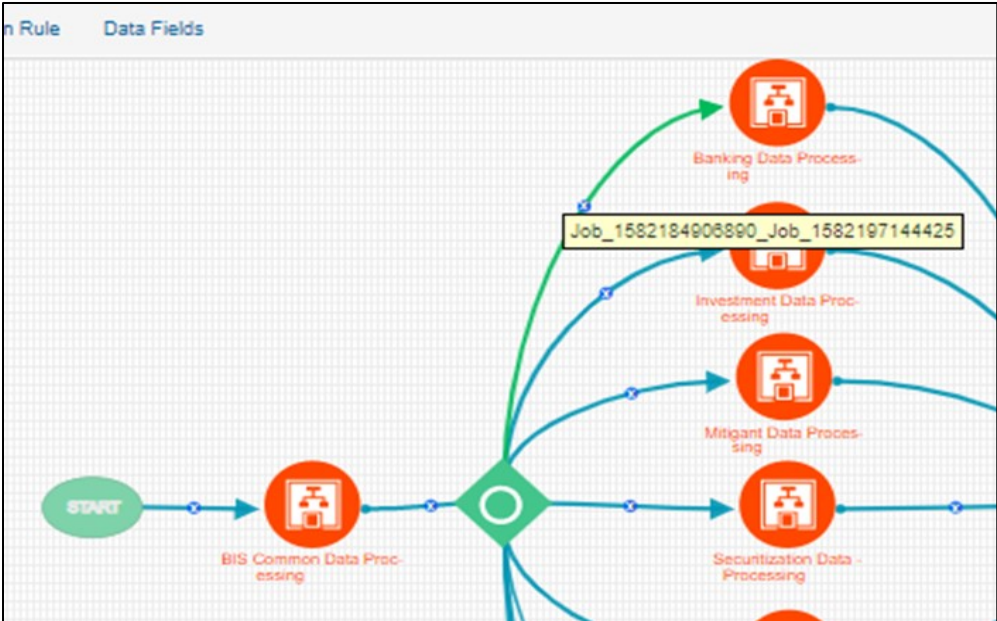 n Rule Data Fields
Banking Data Process-
ing
Job_1582184906890_Job_1582197144425
Investment Data Proc-
essing
Mitigant Data Proces-
sing
START
BIS Common Data Proc-
essing
Securitization Data -
Processing